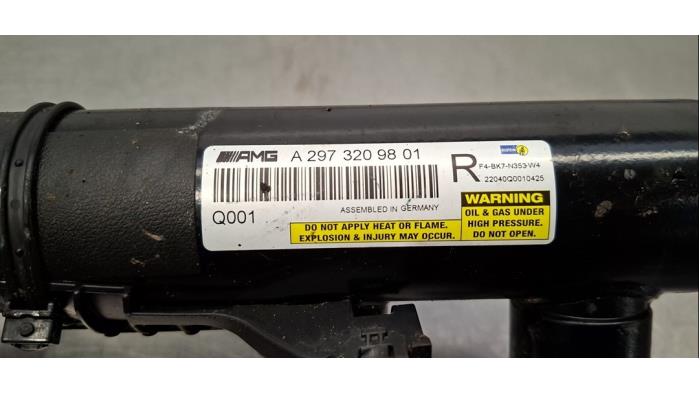 AMG A 297 320 98 01
R
F4-BK7-N353-W4
22040Q0010425
Q001
ASSEMBLED IN GERMANY
DO NOT APPLY HEAT OR FLAME.
EXPLOSION & INJURY MAY OCCUR.
WARNING
OIL & GAS UNDER
HIGH PRESSURE.
DO NOT OPEN.